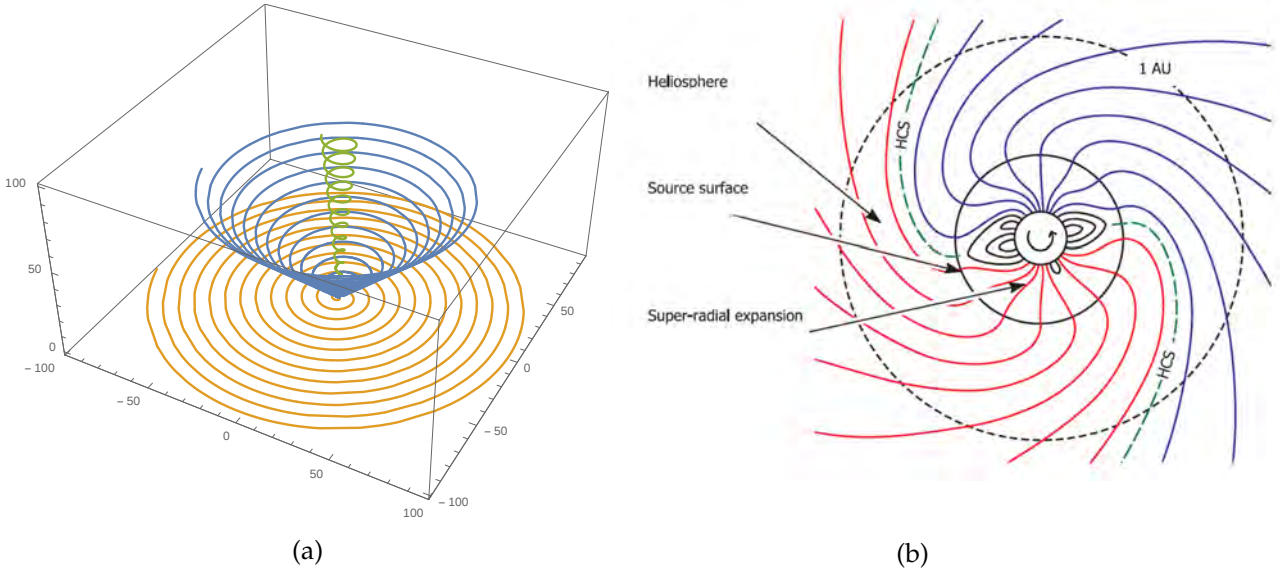 100
50
0
– 100
– 50
0
50
100
– 100
– 50
0
50
(a)
Heliosphere
Source surface
Super-radial expansion
1 AU
HCS
HCS
(b)